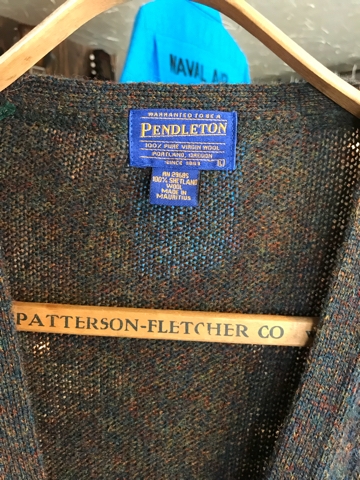 NAVAL AIR
WARRANTED TO BE A
PENDLETON
100% PURE VIRGIN WOOL
PORTLAND, OREGON
SINCE 1863
RN 29685
100% SHETLAND
WOOL
MADE IN
MAURITIUS
PATTERSON-FLETCHER CO